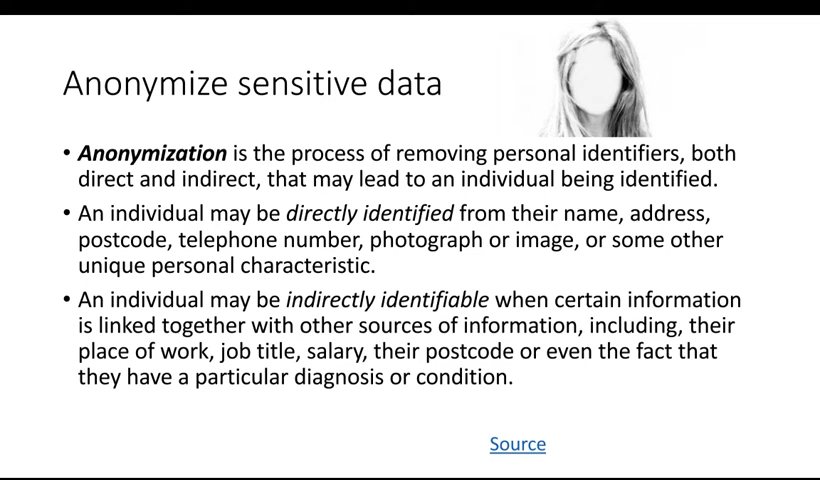 Anonymize sensitive data
• Anonymization is the process of removing personal identifiers, both
direct and indirect, that may lead to an individual being identified.
• An individual may be directly identified from their name, address,
postcode, telephone number, photograph or image, or some other
unique personal characteristic.
• An individual may be indirectly identifiable when certain information
is linked together with other sources of information, including, their
place of work, job title, salary, their postcode or even the fact that
they have a particular diagnosis or condition.
Source